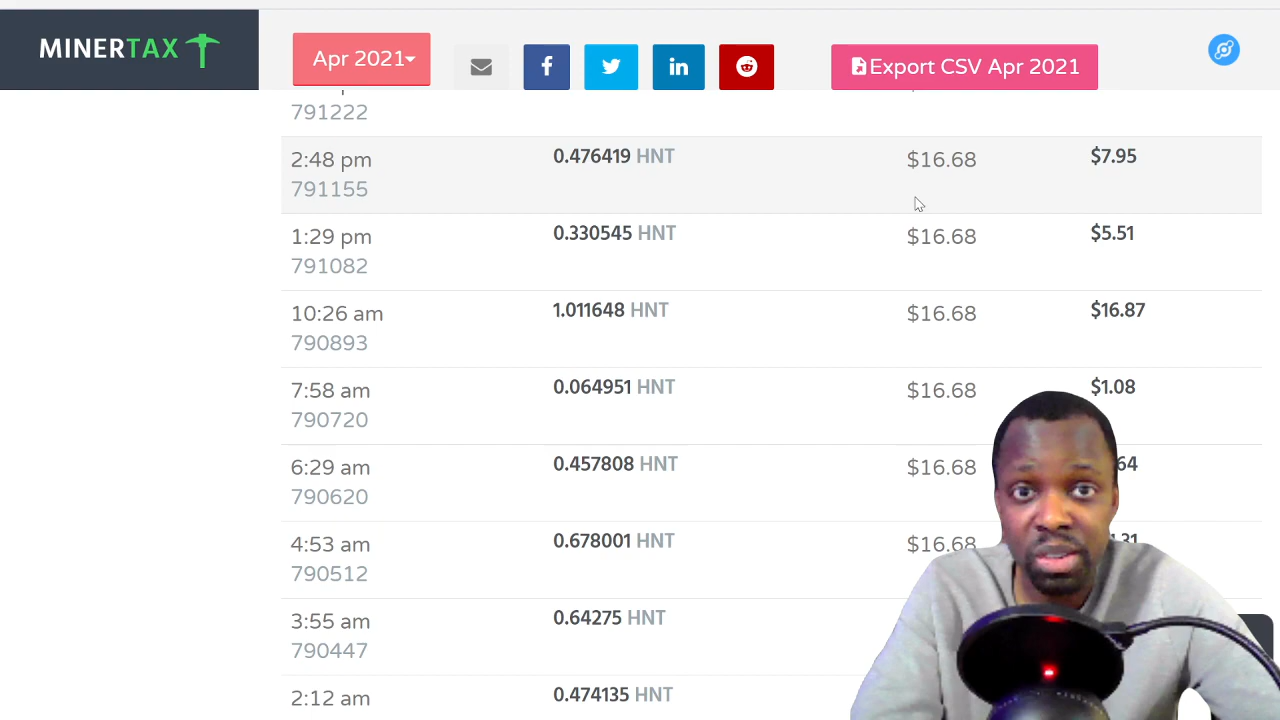 MINERTAX
Apr 2021
Export CSV Apr 2021
791222
2:48 pm 0.476419 HNT $16.68 $7.95
791155
1:29 pm 0.330545 HNT $16.68 $5.51
791082
10:26 am 1.011648 HNT $16.68 $16.87
790893
7:58 am 0.064951 HNT $16.68 $1.08
790720
6:29 am 0.457808 HNT $16.68 64
790620
4:53 am 0.678001 HNT $16.68 .31
790512
3:55 am 0.64275 HNT
790447
2:12 am 0.474135 HNT